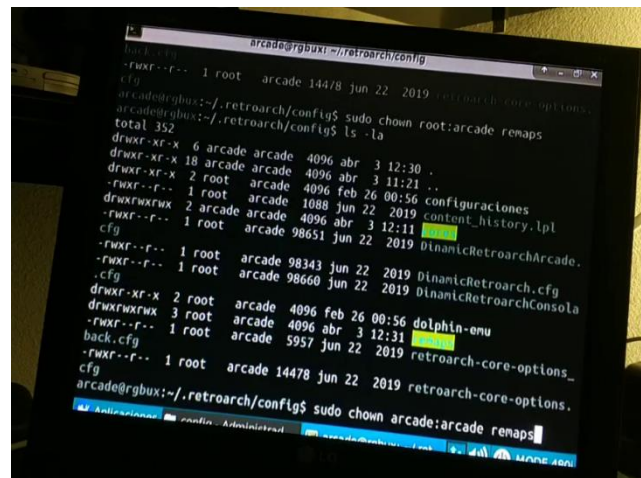 arcade@rgbux: ~/.retroarch/config
back.cfg
-rwxr--r-- 1 root arcade 14478 jun 22 2019 retroarch-core-options.
cfg
arcade@rgbux:~/.retroarch/config$ sudo chown root:arcade remaps
arcade@rgbux:~/.retroarch/config$ ls -la
total 352
drwxr-xr-x 6 arcade arcade 4096 abr 3 12:30 .
drwxr-xr-x 18 arcade arcade 4096 abr 3 11:21 ..
drwxr-xr-x 2 root arcade 4096 feb 26 00:56 configuraciones
-rwxr--r-- 1 root arcade 1088 jun 22 2019 content_history.lpl
drwxrwxrwx 2 arcade arcade 4096 abr 3 12:11 cores
-rwxr--r-- 1 root arcade 98651 jun 22 2019 DinamicRetroarchArcade.
cfg
-rwxr--r-- 1 root arcade 98343 jun 22 2019 DinamicRetroarch.cfg
-rwxr--r-- 1 root arcade 98660 jun 22 2019 DinamicRetroarchConsola
.cfg
drwxr-xr-x 2 root arcade 4096 feb 26 00:56 dolphin-emu
drwxrwxrwx 3 root arcade 4096 abr 3 12:31 remaps
-rwxr--r-- 1 root arcade 5957 jun 22 2019 retroarch-core-options_
back.cfg
-rwxr--r-- 1 root arcade 14478 jun 22 2019 retroarch-core-options.
cfg
arcade@rgbux:~/.retroarch/config$ sudo chown arcade:arcade remaps
Aplicaciones config - Administrad MODE 480i
LG